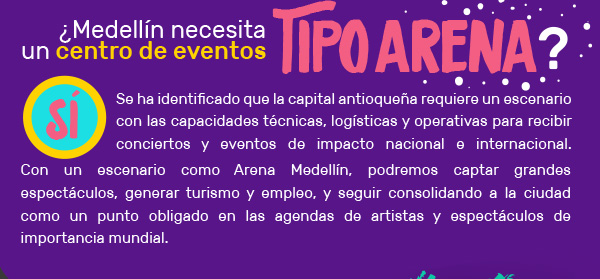 ¿Medellín necesita
un centro de eventos TIPO ARENA?
SÍ
Se ha identificado que la capital antioqueña requiere un escenario
con las capacidades técnicas, logísticas y operativas para recibir
conciertos y eventos de impacto nacional e internacional.
Con un escenario como Arena Medellín, podremos captar grandes
espectáculos, generar turismo y empleo, y seguir consolidando a la ciudad
como un punto obligado en las agendas de artistas y espectáculos de
importancia mundial.